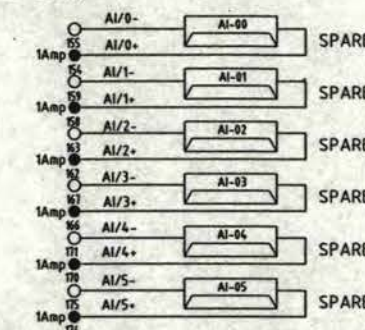 AI/0- AI-00
155 AI/0+ SPARE
1Amp
154 AI/1- AI-01
159 AI/1+ SPARE
1Amp
158 AI/2- AI-02
163 AI/2+ SPARE
1Amp
162 AI/3- AI-03
167 AI/3+ SPARE
1Amp
166 AI/4- AI-04
171 AI/4+ SPARE
1Amp
170 AI/5- AI-05
175 AI/5+ SPARE
1Amp
174